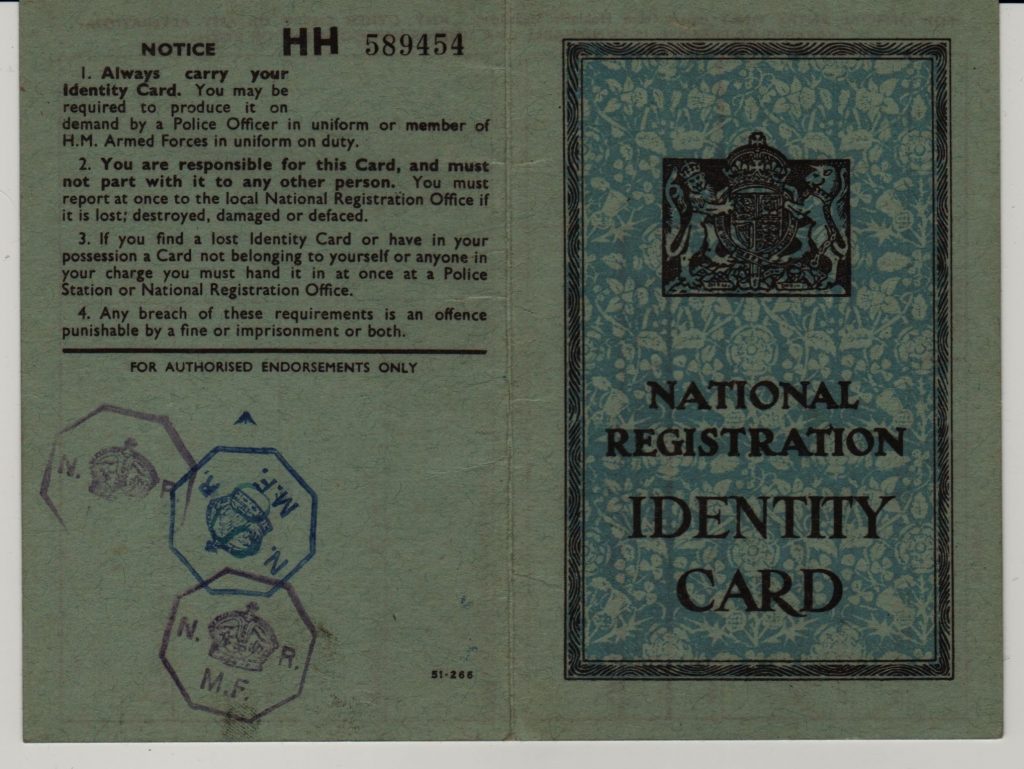 NOTICE HH 589454
1. Always carry your
Identity Card. You may be
required to produce it on
demand by a Police Officer in uniform or member of
H.M. Armed Forces in uniform on duty.
2. You are responsible for this Card, and must
not part with it to any other person. You must
report at once to the local National Registration Office if
it is lost; destroyed, damaged or defaced.
3. If you find a lost Identity Card or have in your
possession a Card not belonging to yourself or anyone in
your charge you must hand it in at once at a Police
Station or National Registration Office.
4. Any breach of these requirements is an offence
punishable by a fine or imprisonment or both.
FOR AUTHORISED ENDORSEMENTS ONLY
N. R
N. R M.F.
N. R.
M.F.
51-266
NATIONAL
REGISTRATION
IDENTITY
CARD